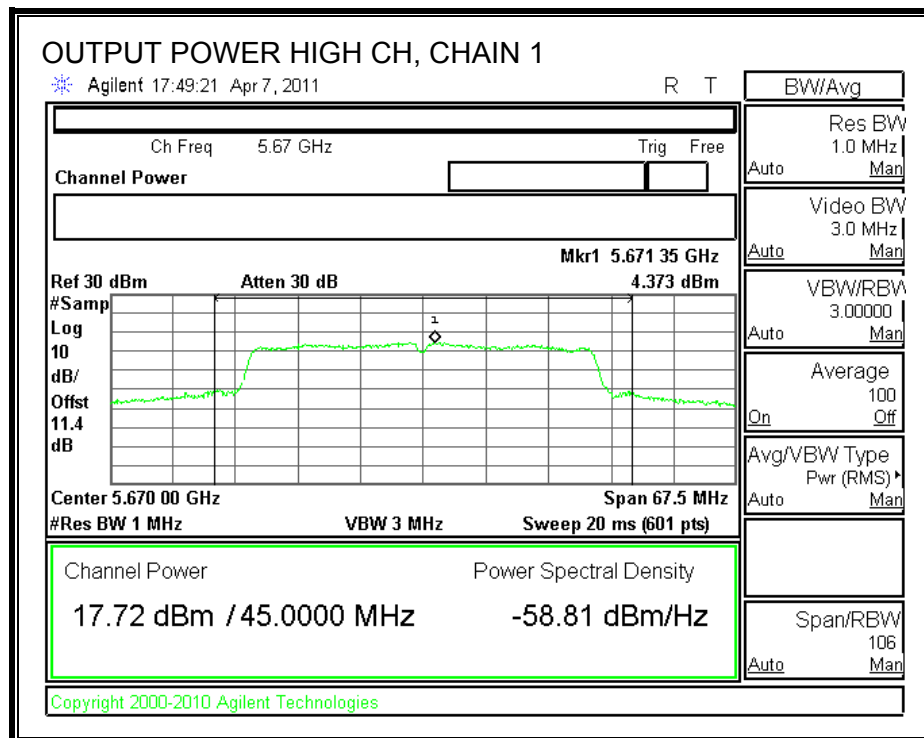 OUTPUT POWER HIGH CH, CHAIN 1
Agilent 17:49:21 Apr 7, 2011 R T
BW/Avg
Ch Freq 5.67 GHz Trig Free
Channel Power
Res BW
1.0 MHz
Auto Man
Video BW
3.0 MHz
Auto Man
Mkr1 5.671 35 GHz
Ref 30 dBm Atten 30 dB 4.373 dBm
#Samp
Log
10
dB/
Offst
11.4
dB
1
VBW/RBW
3.00000
Auto Man
Average
100
On Off
Avg/VBW Type
Pwr (RMS)
Auto Man
Center 5.670 00 GHz Span 67.5 MHz
#Res BW 1 MHz VBW 3 MHz Sweep 20 ms (601 pts)
Channel Power Power Spectral Density
17.72 dBm / 45.0000 MHz -58.81 dBm/Hz
Span/RBW
106
Auto Man
Copyright 2000-2010 Agilent Technologies